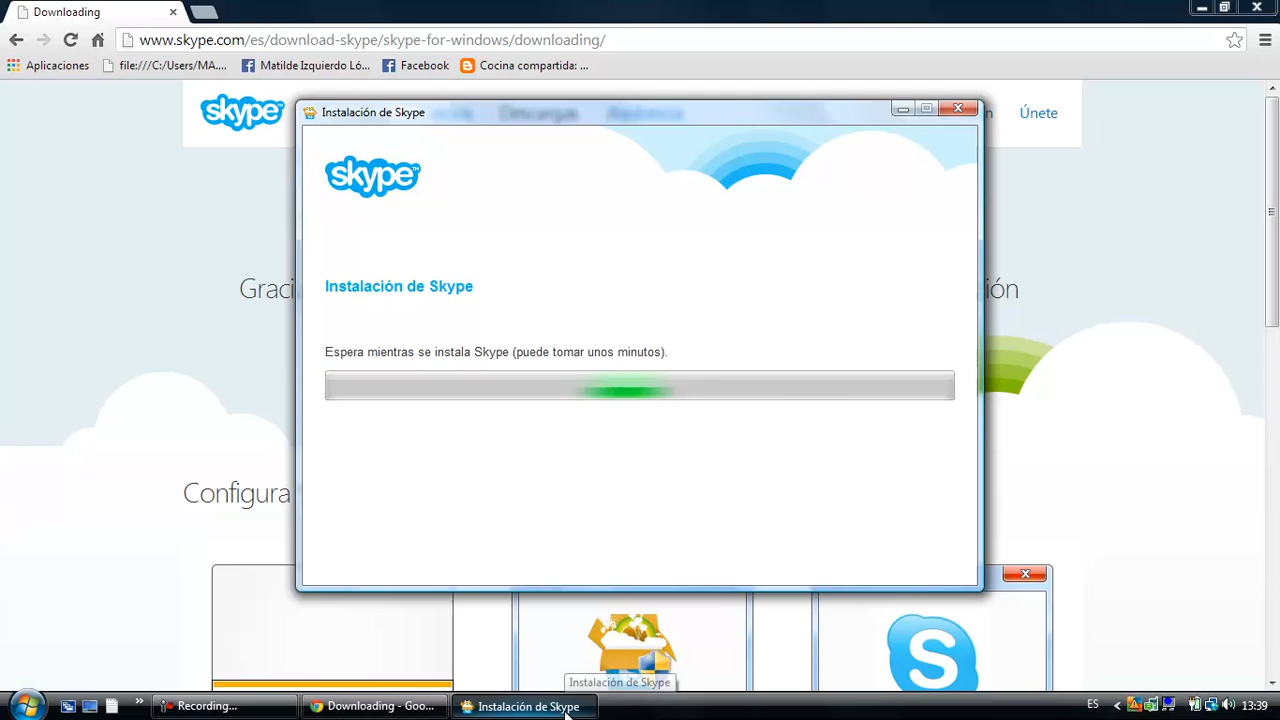 Downloading
www.skype.com/es/download-skype/skype-for-windows/downloading/
Aplicaciones
file:///C:/Users/MA....
Matilde Izquierdo Ló...
Facebook
Cocina compartida: ...
skype
Instalación de Skype
Descargas
Únete
skype™
Graci
ión
Instalación de Skype
Espera mientras se instala Skype (puede tomar unos minutos).
Configura
S
Instalación de Skype
Recording...
Downloading - Goo...
Instalación de Skype
ES
13:39